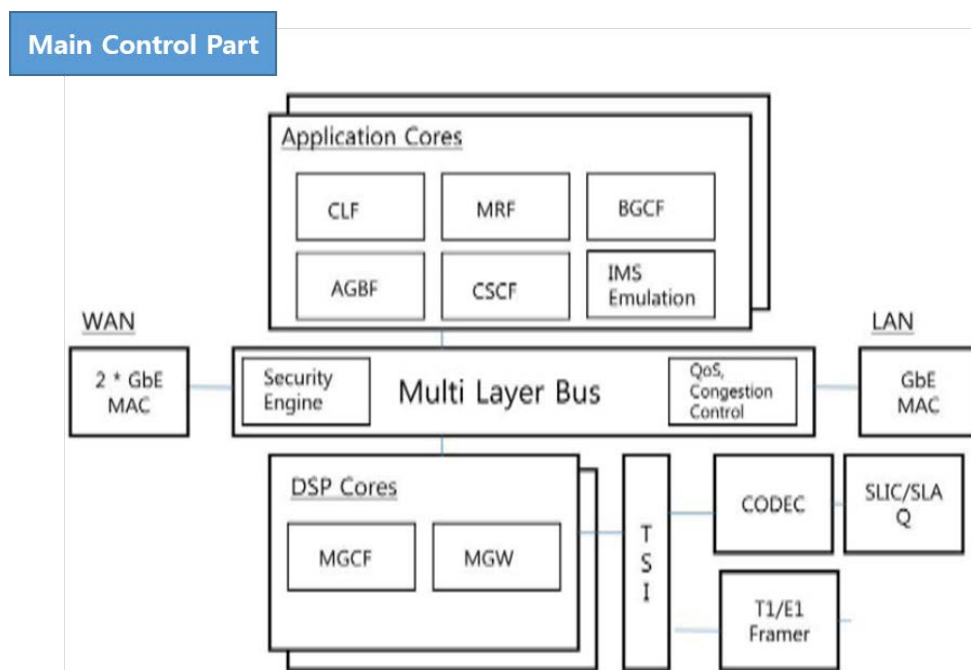 Main Control Part
Application Cores
CLF
MRF
BGCF
AGBF
CSCF
IMS
Emulation
WAN
LAN
2 * GbE
MAC
Security
Engine
Multi Layer Bus
QoS,
Congestion
Control
GbE
MAC
DSP Cores
MGCF
MGW
T
S
I
CODEC
SLIC/SLA
Q
T1/E1
Framer